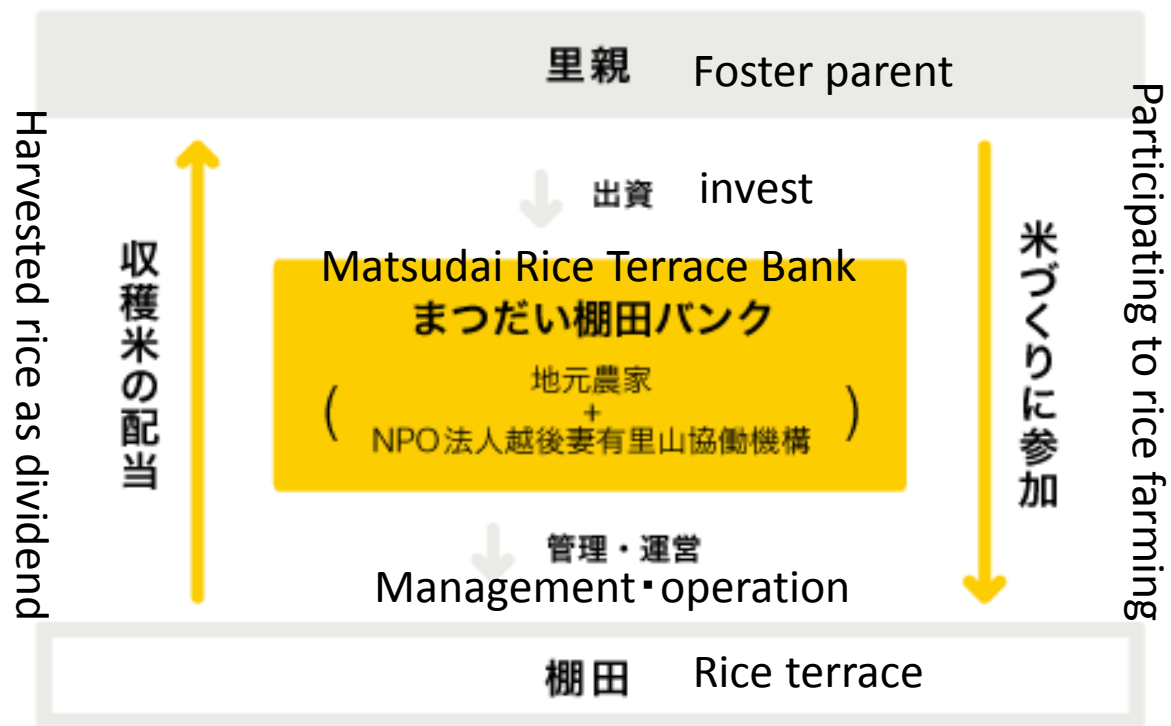 里親 Foster parent
出資 invest
Harvested rice as dividend
収穫米の配当
Matsudai Rice Terrace Bank
まつだい棚田バンク
(地元農家
+
NPO法人越後妻有里山協働機構)
米づくりに参加
Participating to rice farming
管理・運営
Management・operation
棚田 Rice terrace